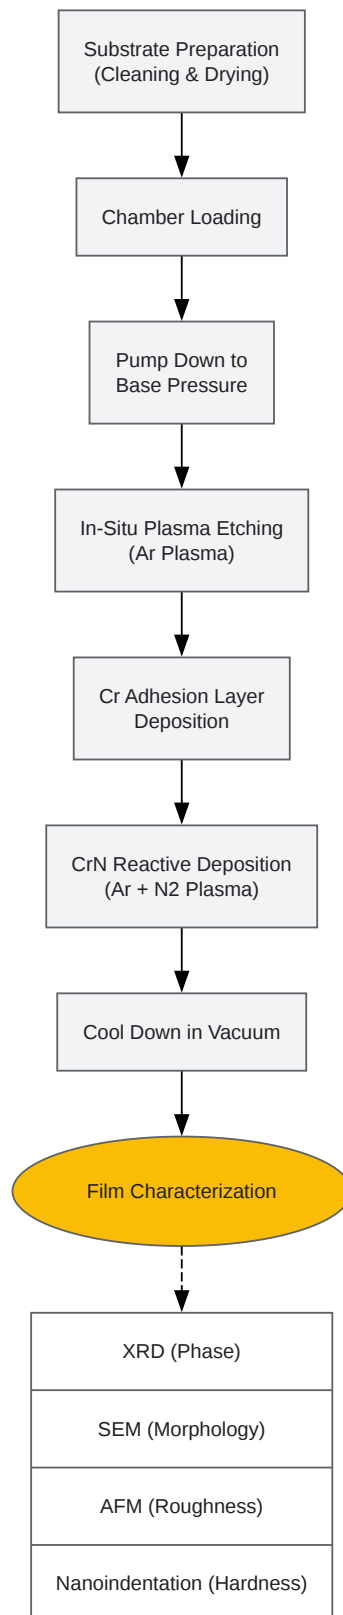 Substrate Preparation
(Cleaning & Drying)
Chamber Loading
Pump Down to
Base Pressure
In-Situ Plasma Etching
(Ar Plasma)
Cr Adhesion Layer
Deposition
CrN Reactive Deposition
(Ar + N2 Plasma)
Cool Down in Vacuum
Film Characterization
XRD (Phase)
SEM (Morphology)
AFM (Roughness)
Nanoindentation (Hardness)